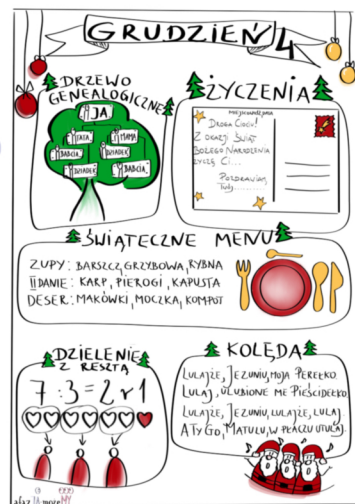 GRUDZIEŃ 4
DRZEWO
GENEALOGICZNE
JA
TATA
MAMA
BABCIA
DZIADEK
DZIADEK
BABCIA
ŻYCZENIA
DROGA CIOCIU!
Z OKAZJI ŚWIĄT
BOŻEGO NARODZENIA
ŻYCZĘ CI...
POZDRAWIAM,
TWÓJ........
ŚWIĄTECZNE MENU
ZUPY: BARSZCZ, GRZYBOWA, RYBNA
II DANIE: KARP, PIEROGI, KAPUSTA
DESER: MAKÓWKI, MOCZKA, KOMPOT
DZIELENIE
Z RESZTĄ
7 : 3 = 2 r 1
KOLĘDA
LULAJŻE, JEZUNIU, MOJA PEREŁKO
LULAJ, ULUBIONE ME PIEŚCIDEŁKO
LULAJŻE, JEZUNIU, LULAJŻE, LULAJ
A TY GO, MATULU, W PŁACZU UTULAJ